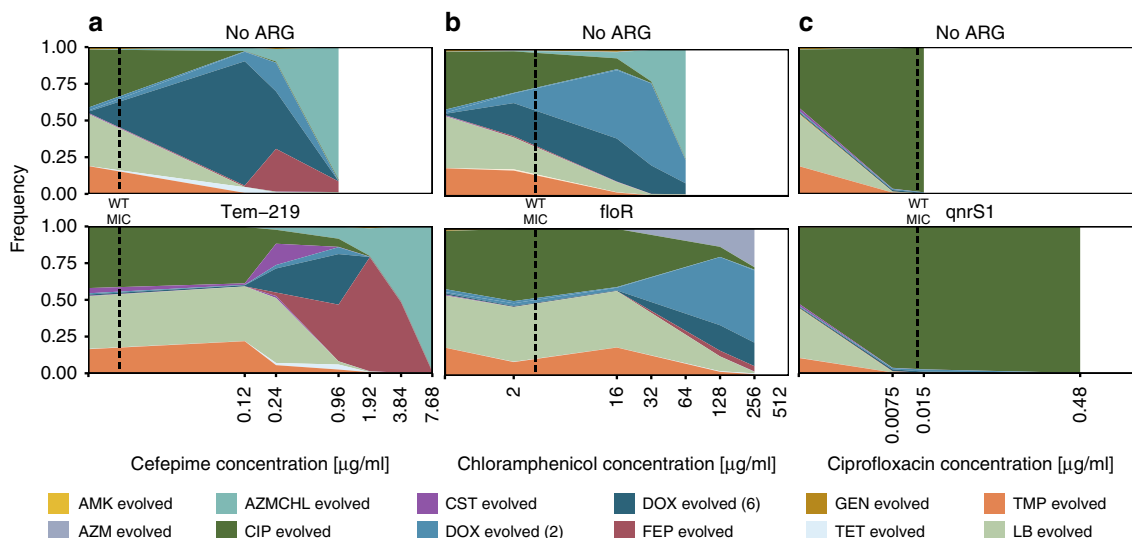 a b c
No ARG No ARG No ARG
1.00
0.75
0.50
0.25
0.00
Frequency
WT
MIC
Tem–219
WT
MIC
floR
WT
MIC
qnrS1
1.00
0.75
0.50
0.25
0.00
0.12 0.24 0.96 1.92 3.84 7.68
2 16 32 64 128 256 512
0.0075 0.015 0.48
Cefepime concentration [µg/ml] Chloramphenicol concentration [µg/ml] Ciprofloxacin concentration [µg/ml]
AMK evolved AZMCHL evolved CST evolved DOX evolved (6) GEN evolved TMP evolved
AZM evolved CIP evolved DOX evolved (2) FEP evolved TET evolved LB evolved